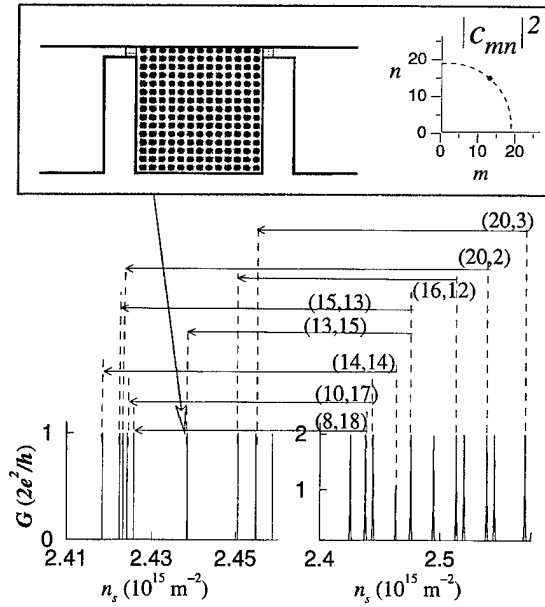 |c_mn|^2
n
20
15
10
5
0
0 10 20
m
(20,3)
(20,2)
(16,12)
(15,13)
(13,15)
(14,14)
(10,17)
(8,18)
G (2e^2/h)
1
0
2
1
2.41 2.43 2.45
2.4 2.5
n_s (10^15 m^-2)
n_s (10^15 m^-2)